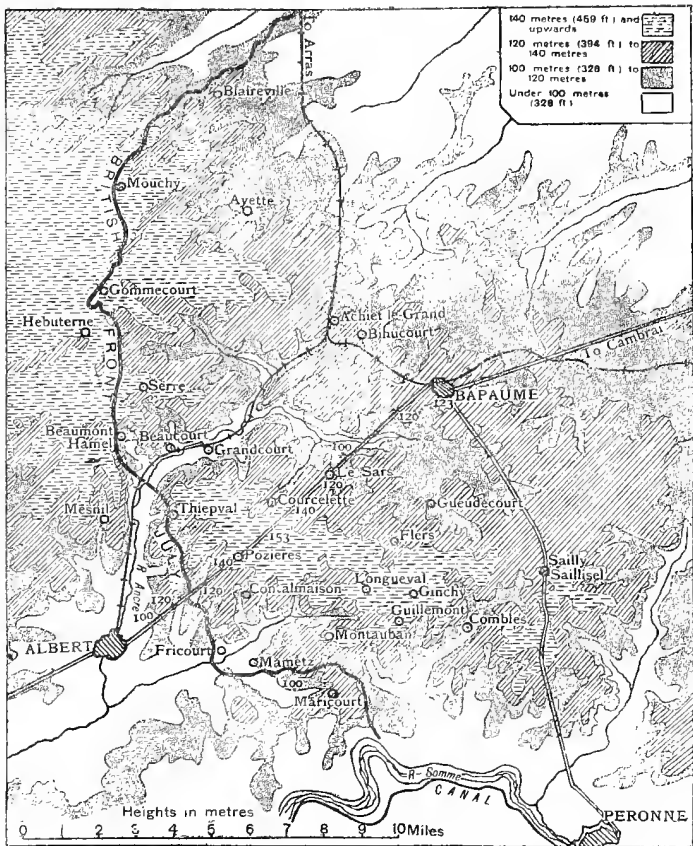 140 metres (459 ft) and
upwards
120 metres (394 ft) to
140 metres
100 metres (328 ft) to
120 metres
Under 100 metres
(328 ft)
To Arras
Blaireville
BRITISH
Mouchy
Ayette
Gommecourt
Hebuterne
FRONT
Achiet le Grand
Bihucourt
To Cambrai
Serre
BAPAUME
123
120
Beaumont
Hamel
Beaucourt
Grandcourt
100
Le Sars
120
Mesnil
Thiepval
Courcelette
140
Gueudecourt
JULY
153
Flers
Pozieres
140
Sailly
Saillisel
R. Ancre
120
120
Contalmaison
Longueval
Ginchy
100
Guillemont
Combles
ALBERT
Fricourt
Montauban
Mametz
100
Maricourt
R. Somme
CANAL
PERONNE
Heights in metres
0 1 2 3 4 5 6 7 8 9 10 Miles